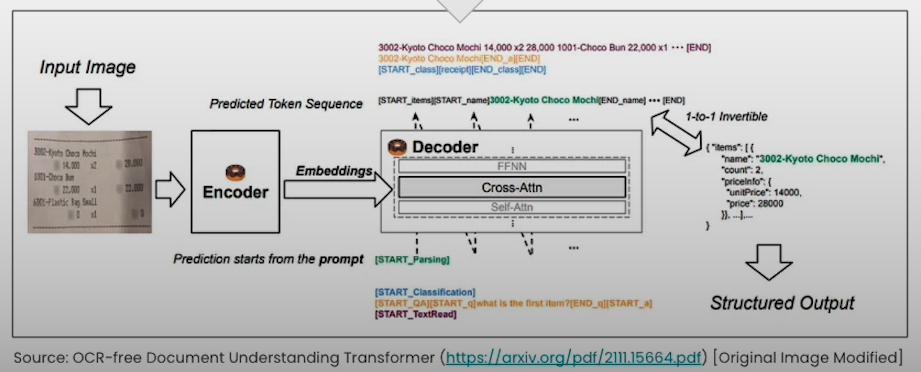 3002-Kyoto Choco Mochi 14,000 x2 28,000 1001-Choco Bun 22,000 x1 ··· [END]
3002-Kyoto Choco Mochi[END_a][END]
[START_class][receipt][END_class][END]
Input Image
Predicted Token Sequence
[START_items][START_name]3002-Kyoto Choco Mochi[END_name] ··· [END]
...
1-to-1 Invertible
3002-Kyoto Choco Mochi
14,000 x2 28,000
1001-Choco Bun
22,000 x1 22,000
6001-Plastic Bag Small
0 x1 0
Encoder
Embeddings
Decoder
FFNN
Cross-Attn
Self-Attn
{ "items": [ {
"name": "3002-Kyoto Choco Mochi",
"count": 2,
"priceInfo": {
"unitPrice": 14000,
"price": 28000
}}, ...],...
}
Prediction starts from the prompt
[START_Parsing]
...
[START_Classification]
[START_QA][START_q]what is the first item?[END_q][START_a]
[START_TextRead]
Structured Output
Source: OCR-free Document Understanding Transformer (https://arxiv.org/pdf/2111.15664.pdf) [Original Image Modified]